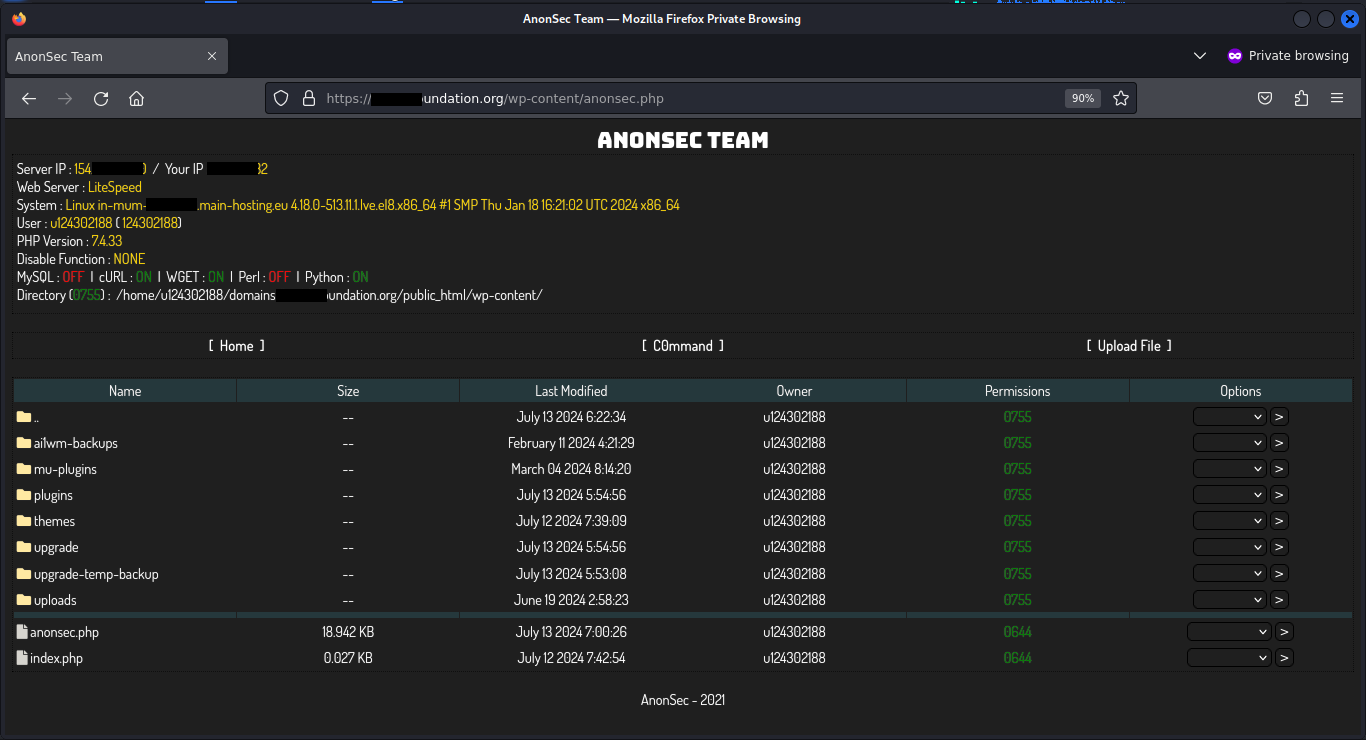 AnonSec Team — Mozilla Firefox Private Browsing
AnonSec Team
Private browsing
https:// undation.org/wp-content/anonsec.php 90%
ANONSEC TEAM
Server IP : 154 0 / Your IP 32
Web Server : LiteSpeed
System : Linux in-mum- .main-hosting.eu 4.18.0-513.11.1.lve.el8.x86_64 #1 SMP Thu Jan 18 16:21:02 UTC 2024 x86_64
User : u124302188 ( 124302188)
PHP Version : 7.4.33
Disable Function : NONE
MySQL : OFF | cURL : ON | WGET : ON | Perl : OFF | Python : ON
Directory (0755) : /home/u124302188/domains undation.org/public_html/wp-content/
[ Home ] [ C0mmand ] [ Upload File ]
Name Size Last Modified Owner Permissions Options
.. -- July 13 2024 6:22:34 u124302188 0755 >
ai1wm-backups -- February 11 2024 4:21:29 u124302188 0755 >
mu-plugins -- March 04 2024 8:14:20 u124302188 0755 >
plugins -- July 13 2024 5:54:56 u124302188 0755 >
themes -- July 12 2024 7:39:09 u124302188 0755 >
upgrade -- July 13 2024 5:54:56 u124302188 0755 >
upgrade-temp-backup -- July 13 2024 5:53:08 u124302188 0755 >
uploads -- June 19 2024 2:58:23 u124302188 0755 >
anonsec.php 18.942 KB July 13 2024 7:00:26 u124302188 0644 >
index.php 0.027 KB July 12 2024 7:42:54 u124302188 0644 >
AnonSec - 2021